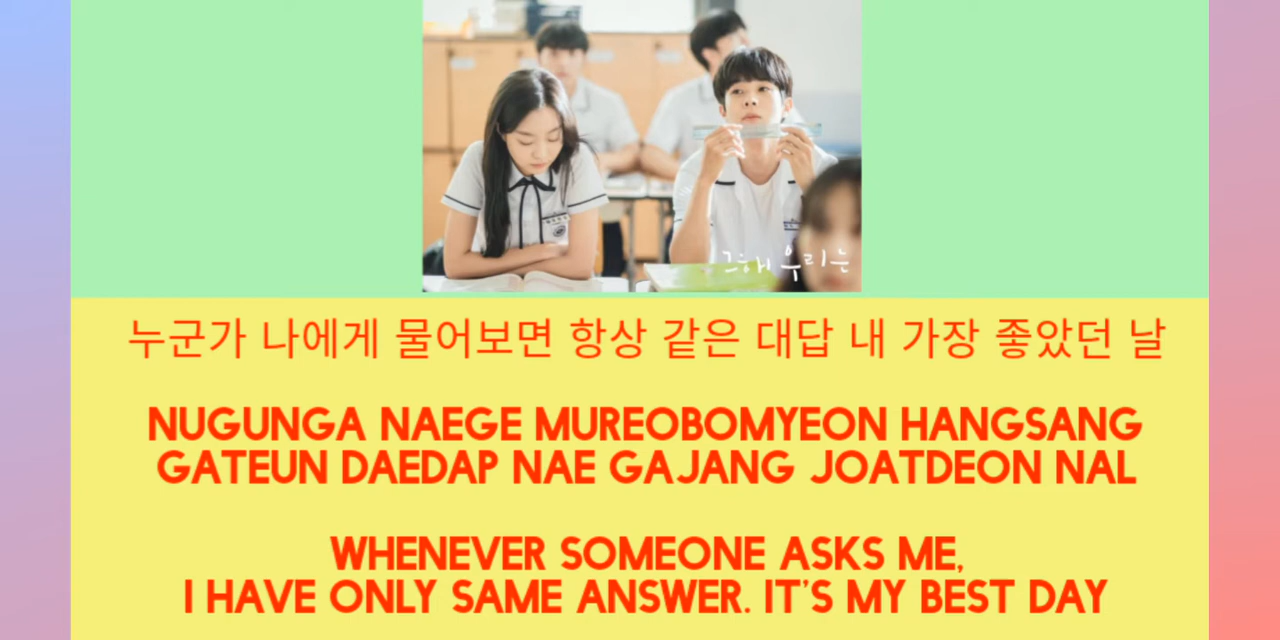 그 해 우리는
누군가 나에게 물어보면 항상 같은 대답 내 가장 좋았던 날
NUGUNGA NAEGE MUREOBOMYEON HANGSANG
GATEUN DAEDAP NAE GAJANG JOATDEON NAL
WHENEVER SOMEONE ASKS ME,
I HAVE ONLY SAME ANSWER. IT'S MY BEST DAY